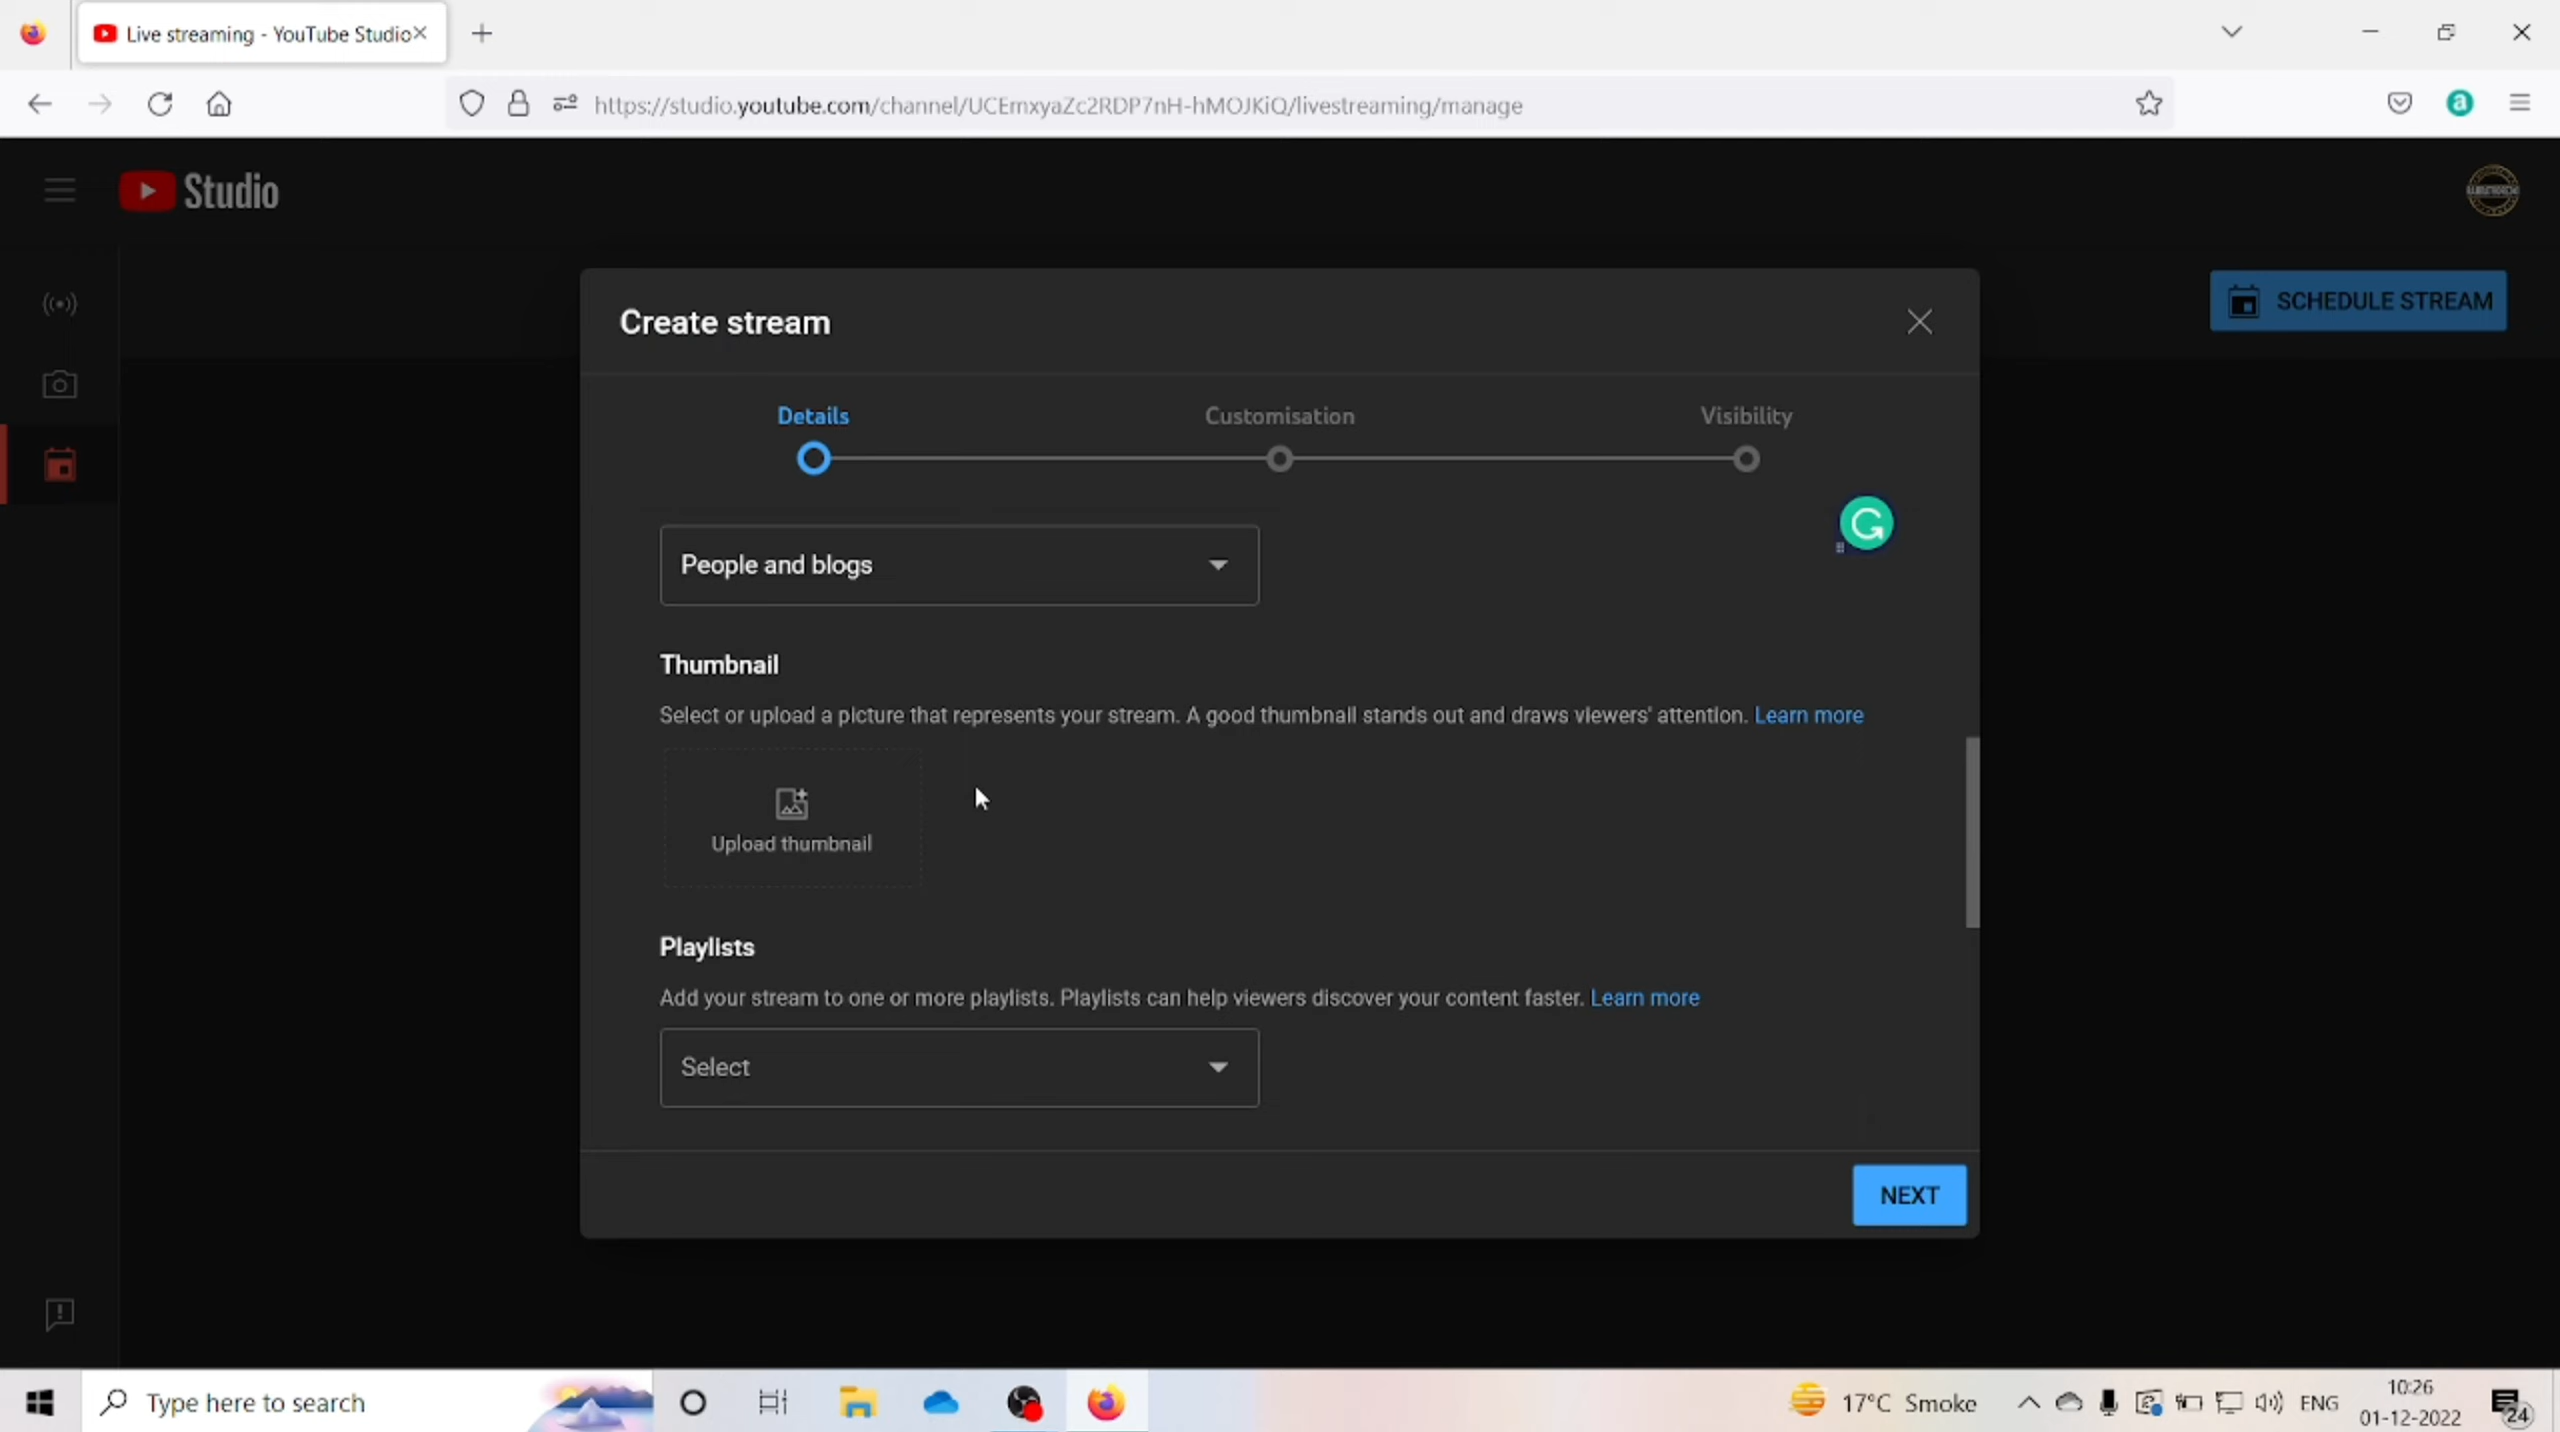 Live streaming - YouTube Studio
https://studio.youtube.com/channel/UCEmxyaZc2RDP7nH-hMOJKiQ/livestreaming/manage
Studio
SCHEDULE STREAM
Create stream
Details
Customisation
Visibility
People and blogs
Thumbnail
Select or upload a picture that represents your stream. A good thumbnail stands out and draws viewers' attention. Learn more
Upload thumbnail
Playlists
Add your stream to one or more playlists. Playlists can help viewers discover your content faster. Learn more
Select
NEXT
Type here to search
17°C Smoke
ENG
10:26
01-12-2022
24